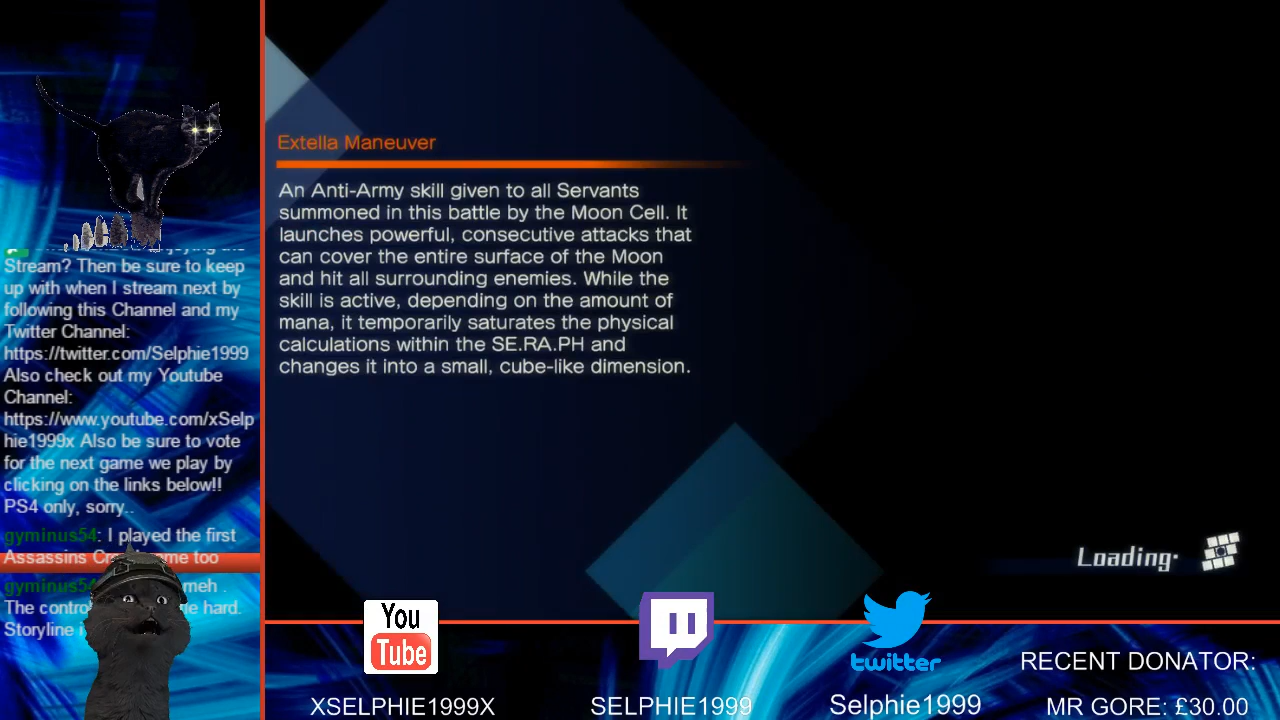 Extella Maneuver
An Anti-Army skill given to all Servants
summoned in this battle by the Moon Cell. It
launches powerful, consecutive attacks that
can cover the entire surface of the Moon
and hit all surrounding enemies. While the
skill is active, depending on the amount of
mana, it temporarily saturates the physical
calculations within the SE.RA.PH and
changes it into a small, cube-like dimension.
Loading
the
Stream? Then be sure to keep
up with when I stream next by
following this Channel and my
Twitter Channel:
https://twitter.com/Selphie1999
Also check out my Youtube
Channel:
https://www.youtube.com/xSelp
hie1999x Also be sure to vote
for the next game we play by
clicking on the links below!!
PS4 only, sorry..
gyminus54: I played the first
Assassins too
gyminus54 meh .
The hard.
Storyline
You
Tube
twitter
XSELPHIE1999X
SELPHIE1999
Selphie1999
RECENT DONATOR:
MR GORE: £30.00